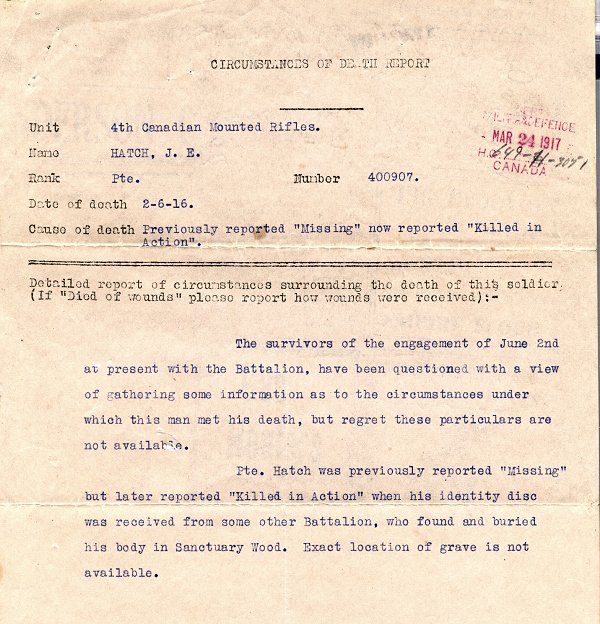 CIRCUMSTANCES OF DEATH REPORT
Unit 4th Canadian Mounted Rifles.
Name HATCH, J. E.
Rank Pte. Number 400907.
Date of death 2-6-16.
Cause of death Previously reported "Missing" now reported "Killed in
Action".
DEFENCE
MAR 24 1917
649-H-
CANADA
Detailed report of circumstances surrounding the death of this soldier.
(If "Died of wounds" please report how wounds were received):-
The survivors of the engagement of June 2nd
at present with the Battalion, have been questioned with a view
of gathering some information as to the circumstances under
which this man met his death, but regret these particulars are
not available.
Pte. Hatch was previously reported "Missing"
but later reported "Killed in Action" when his identity disc
was received from some other Battalion, who found and buried
his body in Sanctuary Wood. Exact location of grave is not
available.